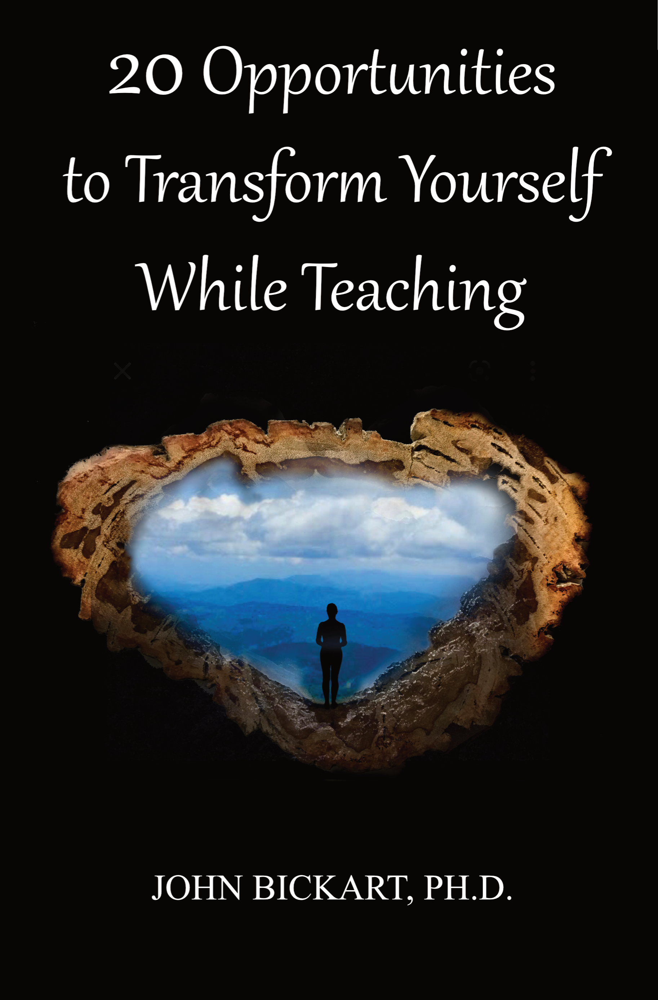 20 Opportunities
to Transform Yourself
While Teaching
JOHN BICKART, PH.D.